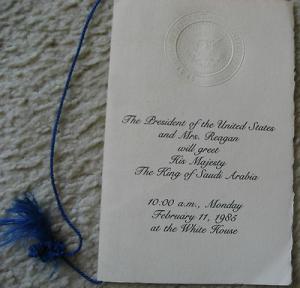 The President of the United States
and Mrs. Reagan
will greet
His Majesty
The King of Saudi Arabia
10:00 a.m., Monday
February 11, 1985
at the White House